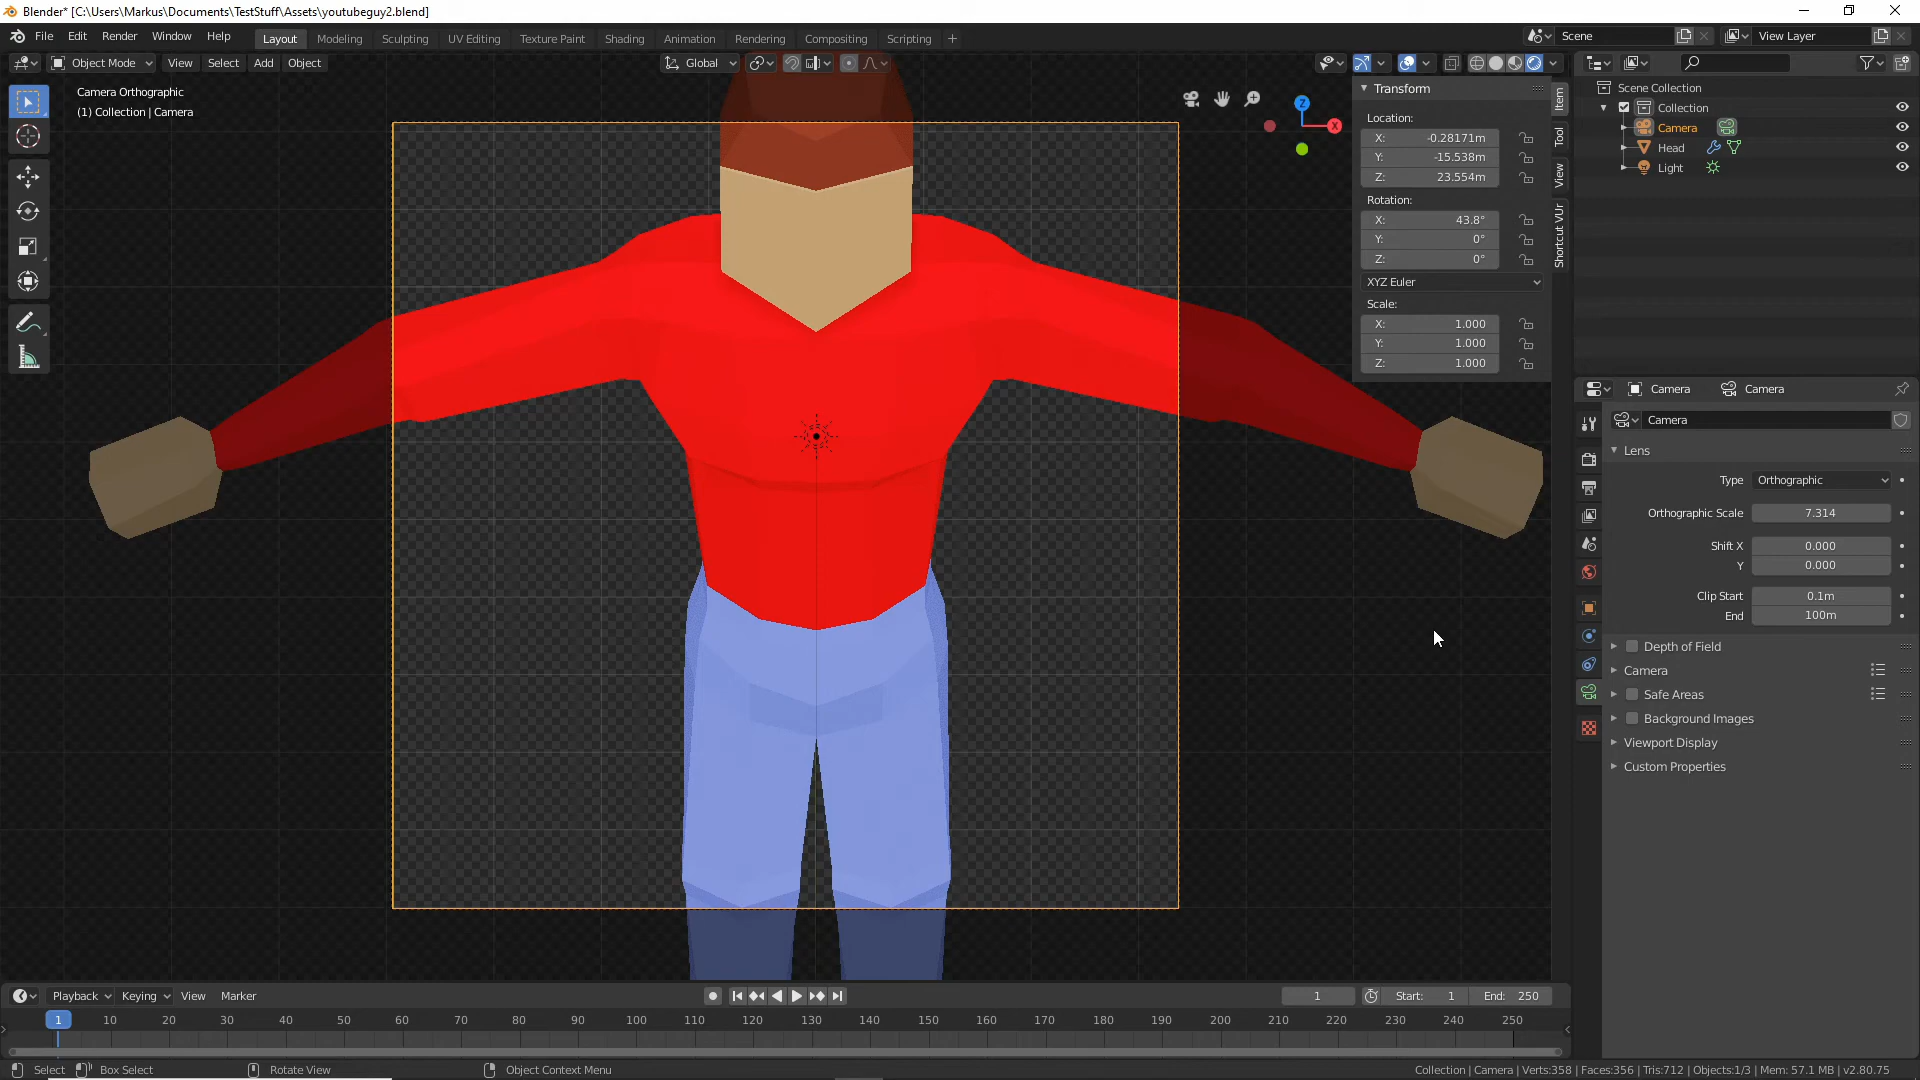 Blender* [C:\Users\Markus\Documents\TestStuff\Assets\youtubeguy2.blend]
File Edit Render Window Help
Layout Modeling Sculpting UV Editing Texture Paint Shading Animation Rendering Compositing Scripting
Scene
View Layer
Object Mode View Select Add Object
Global
Camera Orthographic
(1) Collection | Camera
Transform
Location:
X: -0.28171m
Y: -15.538m
Z: 23.554m
Rotation:
X: 43.8°
Y: 0°
Z: 0°
XYZ Euler
Scale:
X: 1.000
Y: 1.000
Z: 1.000
Item
Tool
View
Shortcut VUr
Z
X
Scene Collection
Collection
Camera
Head
Light
Camera Camera
Camera
Lens
Type Orthographic
Orthographic Scale 7.314
Shift X 0.000
Y 0.000
Clip Start 0.1m
End 100m
Depth of Field
Camera
Safe Areas
Background Images
Viewport Display
Custom Properties
Playback Keying View Marker
1 Start: 1 End: 250
1 10 20 30 40 50 60 70 80 90 100 110 120 130 140 150 160 170 180 190 200 210 220 230 240 250
Select Box Select Rotate View Object Context Menu
Collection | Camera | Verts:358 | Faces:356 | Tris:712 | Objects:1/3 | Mem: 57.1 MB | v2.80.75